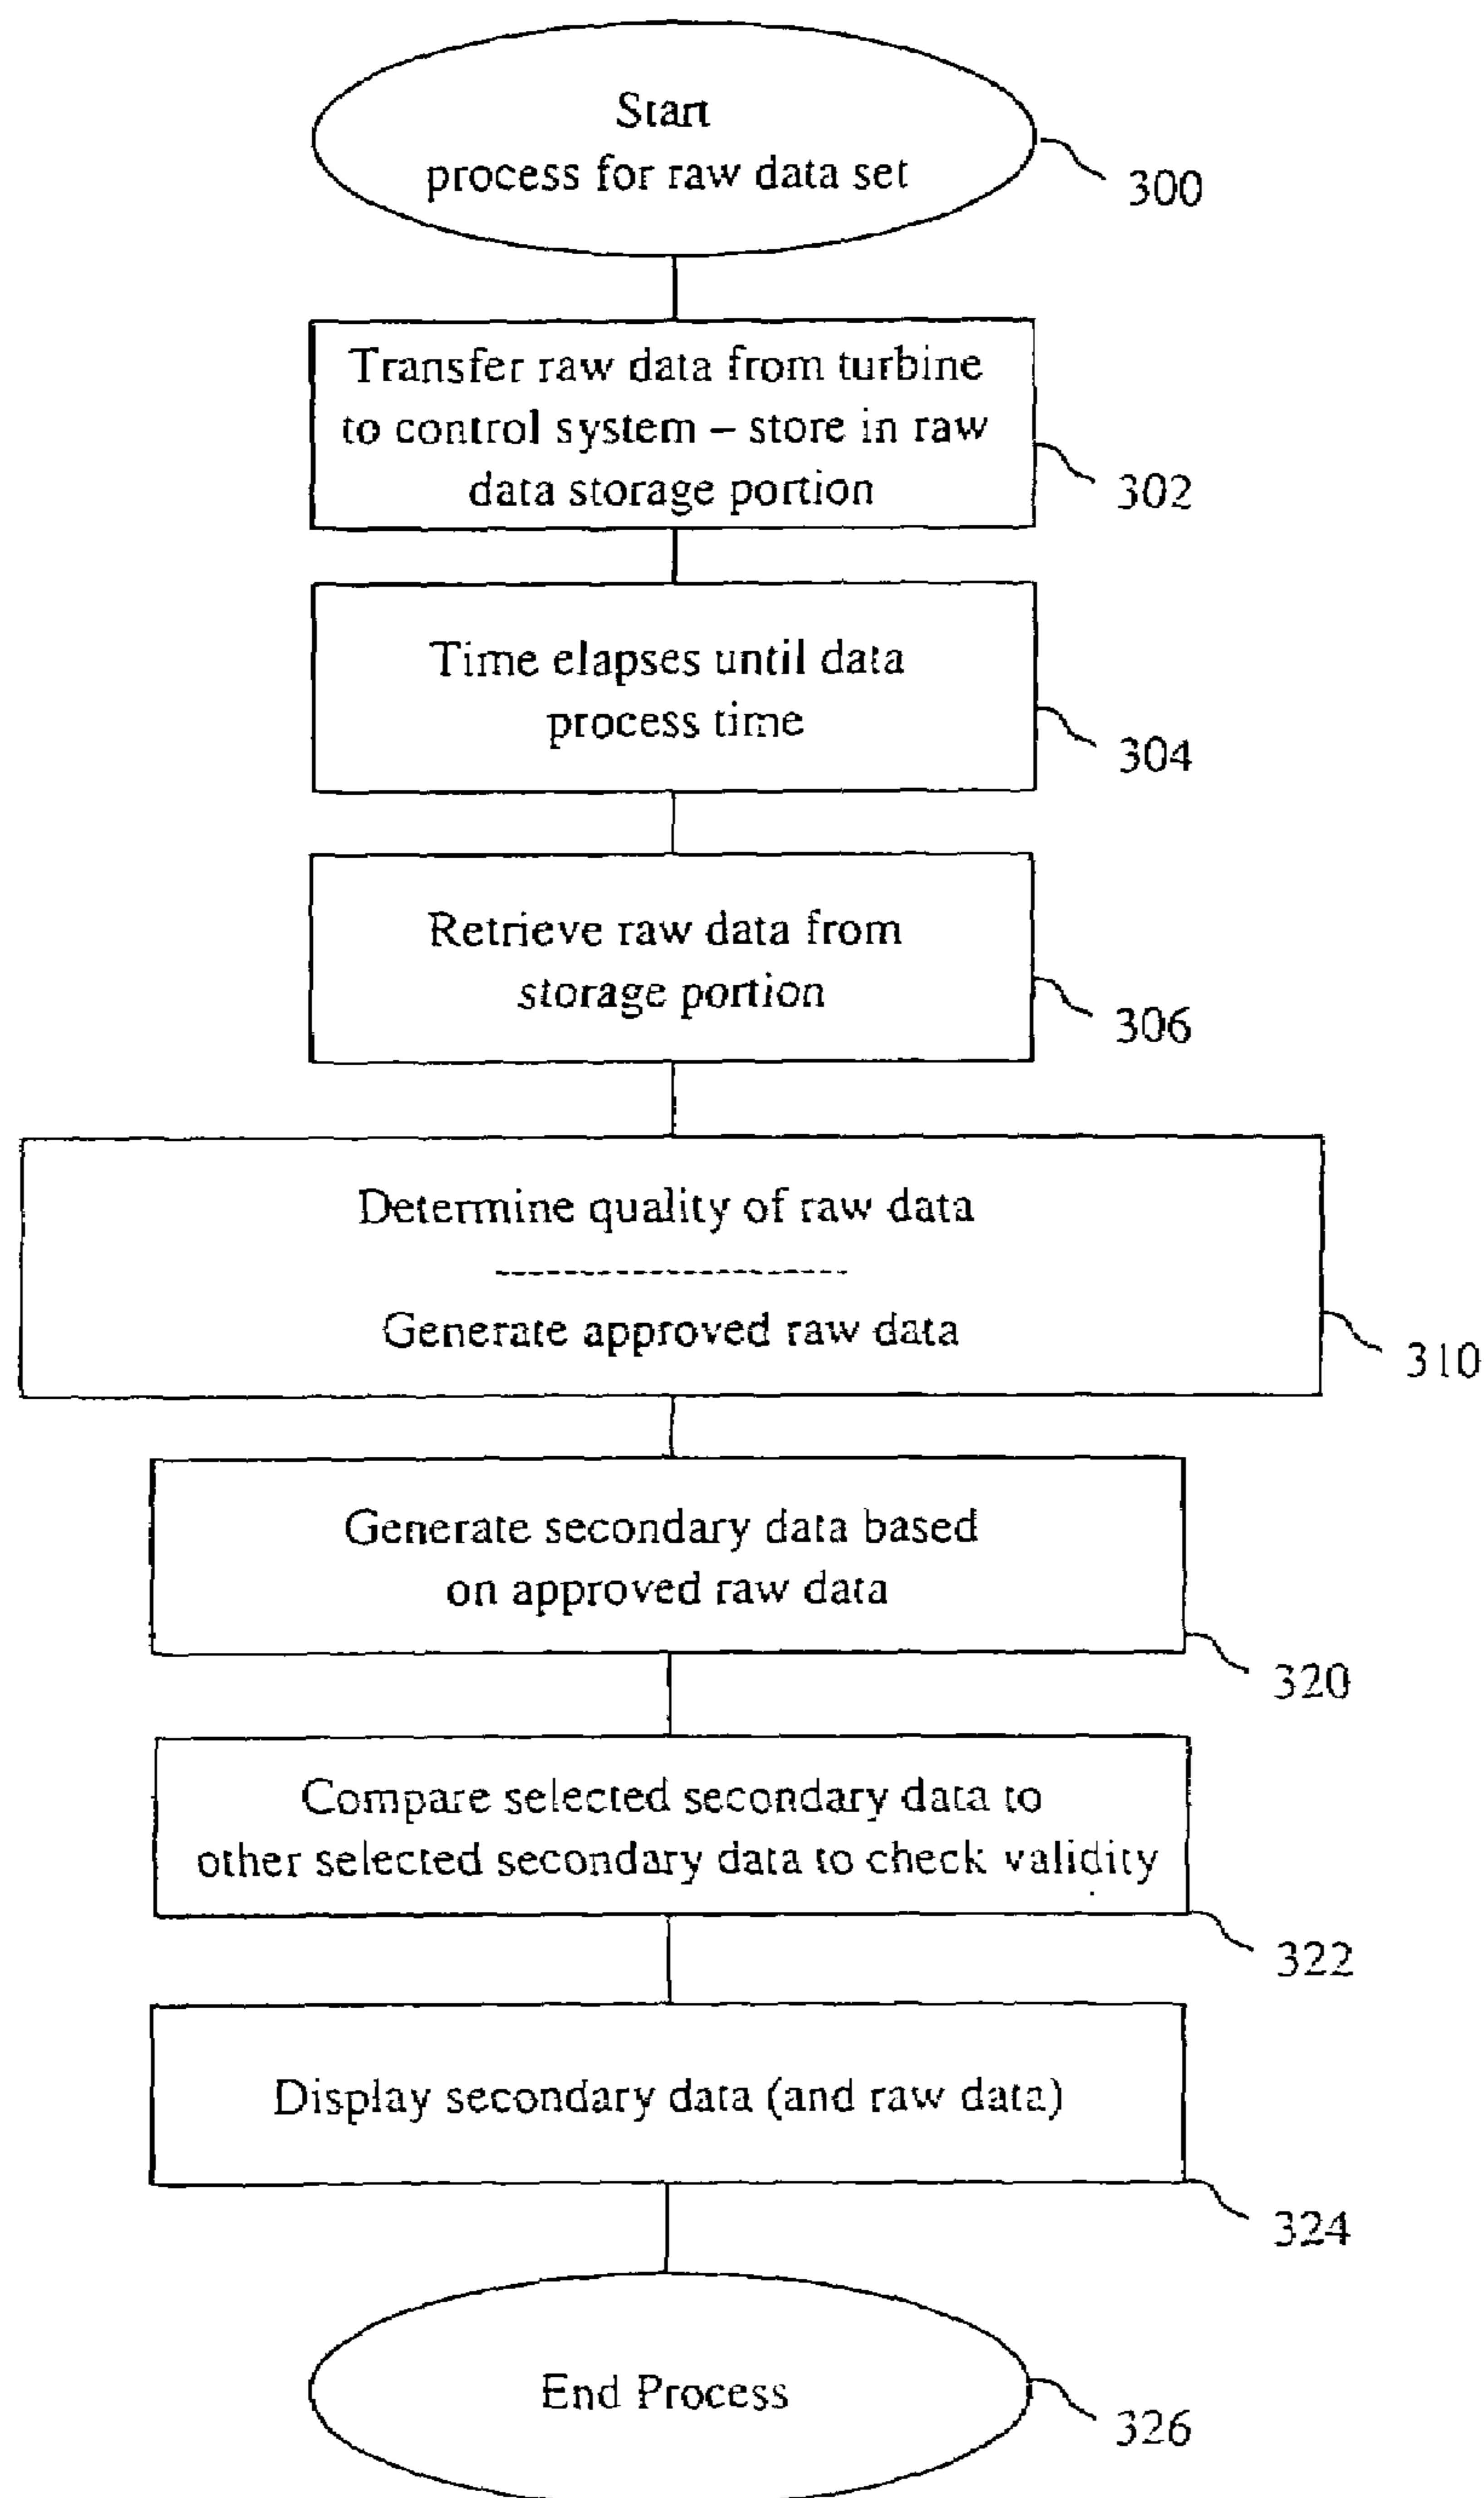 Start
process for raw data set
300
Transfer raw data from turbine
to control system – store in raw
data storage portion
302
Time elapses until data
process time
304
Retrieve raw data from
storage portion
306
Determine quality of raw data
--------------------
Generate approved raw data
310
Generate secondary data based
on approved raw data
320
Compare selected secondary data to
other selected secondary data to check validity
322
Display secondary data (and raw data)
324
End Process
326